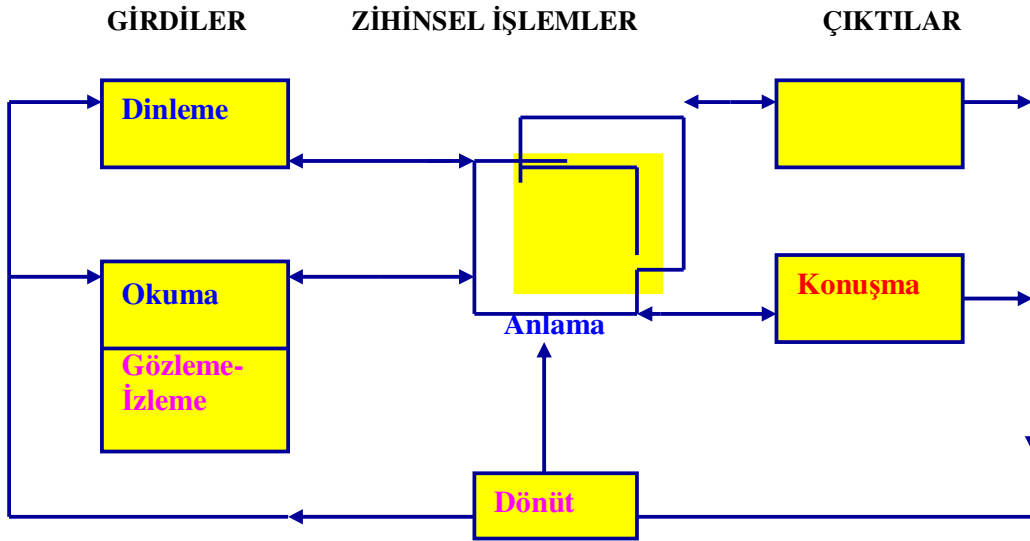 GİRDİLER ZİHİNSEL İŞLEMLER ÇIKTILAR
Dinleme
Okuma
Gözleme-
İzleme
Anlama
Konuşma
Dönüt